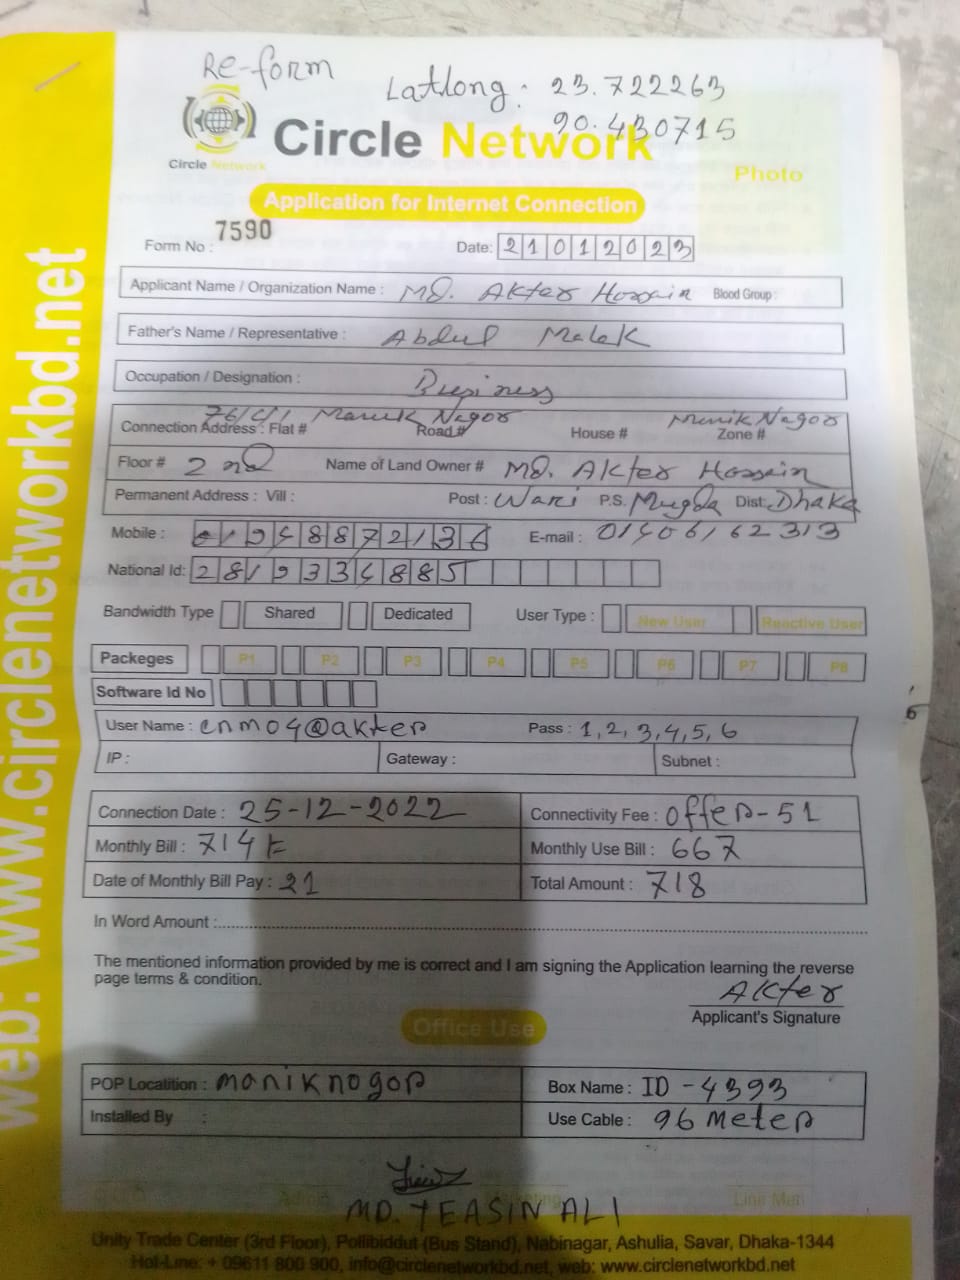 Re-form
Latlong: 23.722263
90.430715
Circle Network
Circle Network
Photo
Application for Internet Connection
Form No : 7590
Date: 21012023
Applicant Name / Organization Name : MD. Akter Hossain Blood Group :
Father's Name / Representative : Abdul Malek
Occupation / Designation : Business
76/C/1 Manik Nagor Manik Nagor
Connection Address : Flat # Road # House # Zone #
Floor # 2nd Name of Land Owner # MD. Akter Hossain
Permanent Address : Vill : Post : Wari P.S. Mugda Dist: Dhaka
Mobile : 01948872136 E-mail : 01406162313
National Id: 2819334885
Bandwidth Type Shared Dedicated User Type : New User Reactive User
Packeges P1 P2 P3 P4 P5 P6 P7 P8
Software Id No
User Name : enmo4@akter Pass : 1,2,3,4,5,6
IP : Gateway : Subnet :
Connection Date : 25-12-2022 Connectivity Fee : offer-51
Monthly Bill : 714 Monthly Use Bill : 667
Date of Monthly Bill Pay : 21 Total Amount : 718
In Word Amount :
The mentioned information provided by me is correct and I am signing the Application learning the reverse
page terms & condition.
Akter
Applicant's Signature
Office Use
POP Localtition : maniknogor Box Name : ID - 4393
Installed By : Use Cable : 96 Meter
MD. YEASIN ALI
Line Man
Unity Trade Center (3rd Floor), Pollibiddut (Bus Stand), Nabinagar, Ashulia, Savar, Dhaka-1344
Hot-Line: + 09611 800 900, info@circlenetworkbd.net, web: www.circlenetworkbd.net
web: www.circlenetworkbd.net